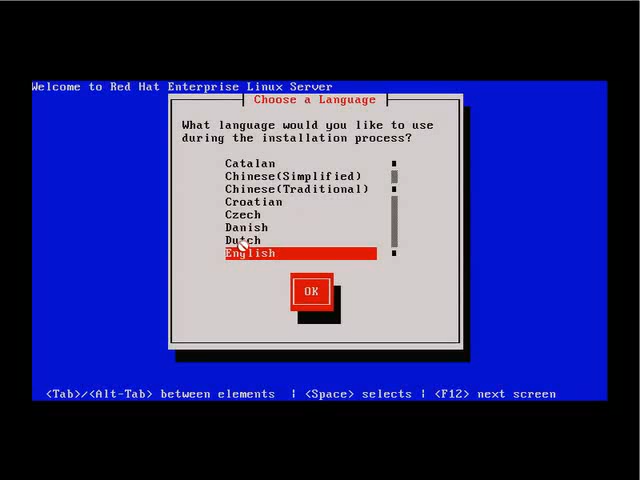 Welcome to Red Hat Enterprise Linux Server
Choose a Language
What language would you like to use
during the installation process?
Catalan
Chinese(Simplified)
Chinese(Traditional)
Croatian
Czech
Danish
Dutch
English
OK
<Tab>/<Alt-Tab> between elements | <Space> selects | <F12> next screen